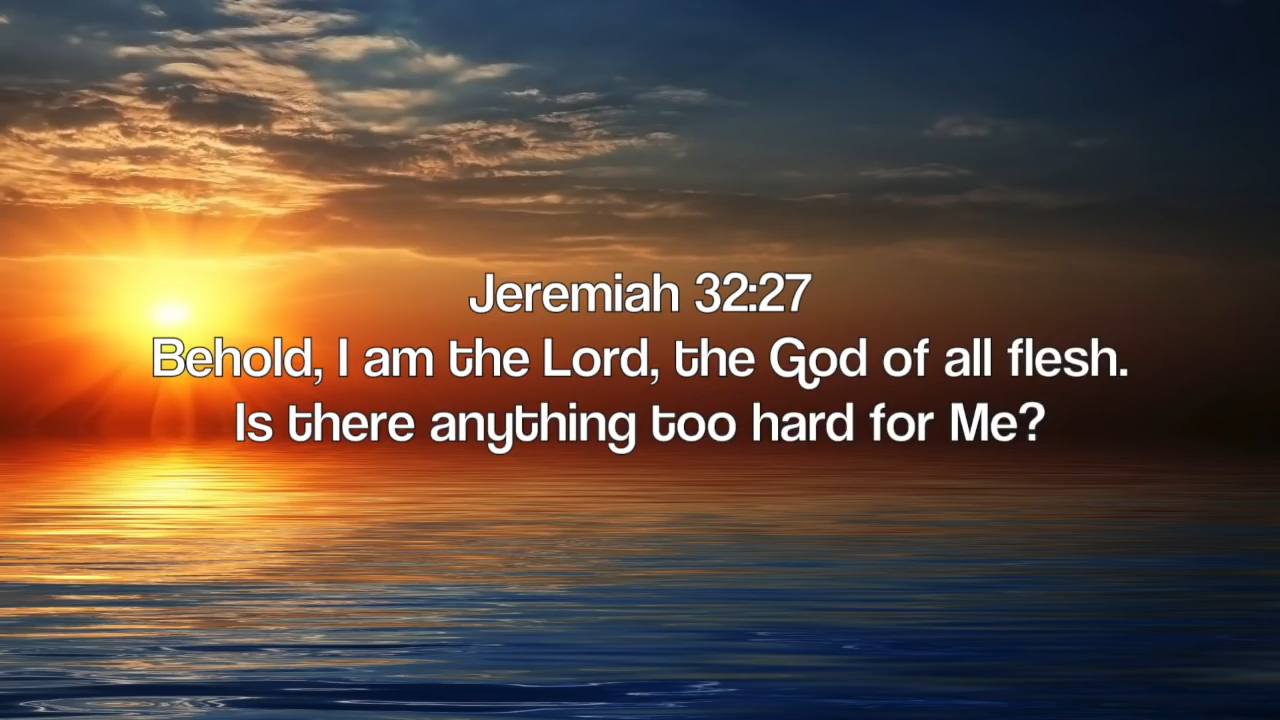 Jeremiah 32:27
Behold, I am the Lord, the God of all flesh.
Is there anything too hard for Me?